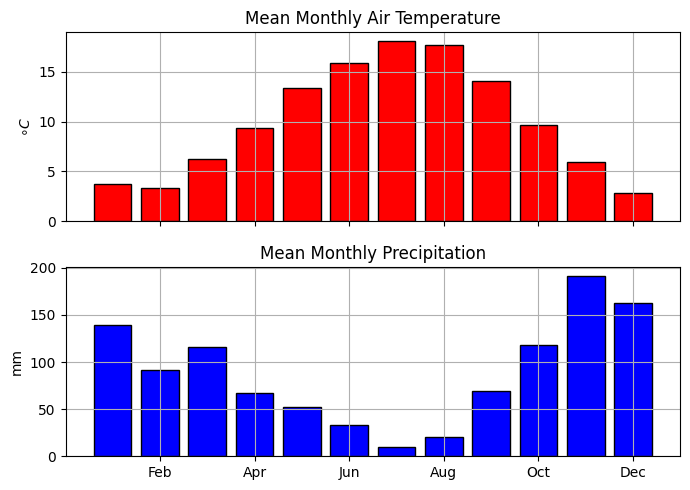 Mean Monthly Air Temperature
°C
15
10
5
0
Mean Monthly Precipitation
mm
200
150
100
50
0
Feb Apr Jun Aug Oct Dec